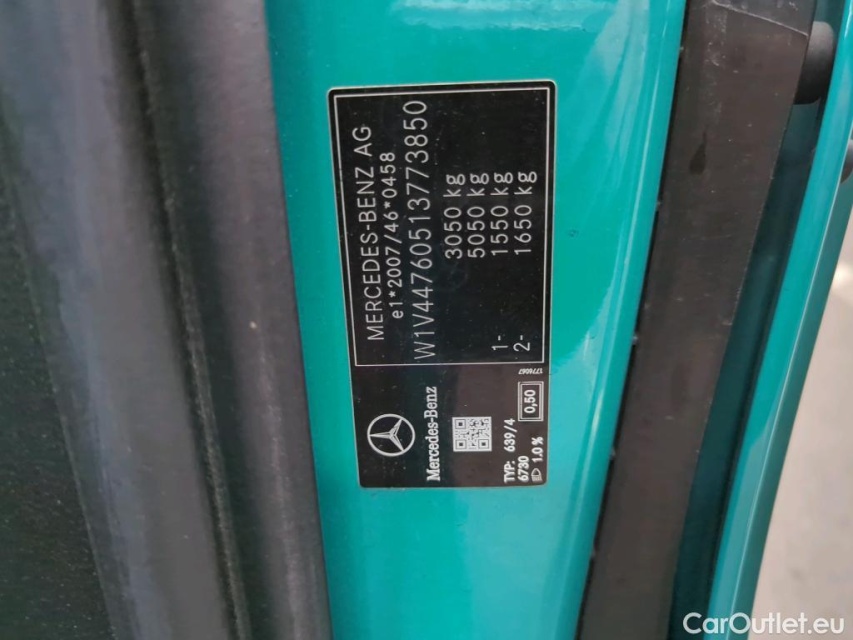 MERCEDES-BENZ AG
e1*2007/46*0458
W1V44760513773850
3050 kg
5050 kg
1- 1550 kg
2- 1650 kg
Mercedes-Benz
TYP: 639/4
6730
1.0 %
0,50
1776067
CarOutlet.eu